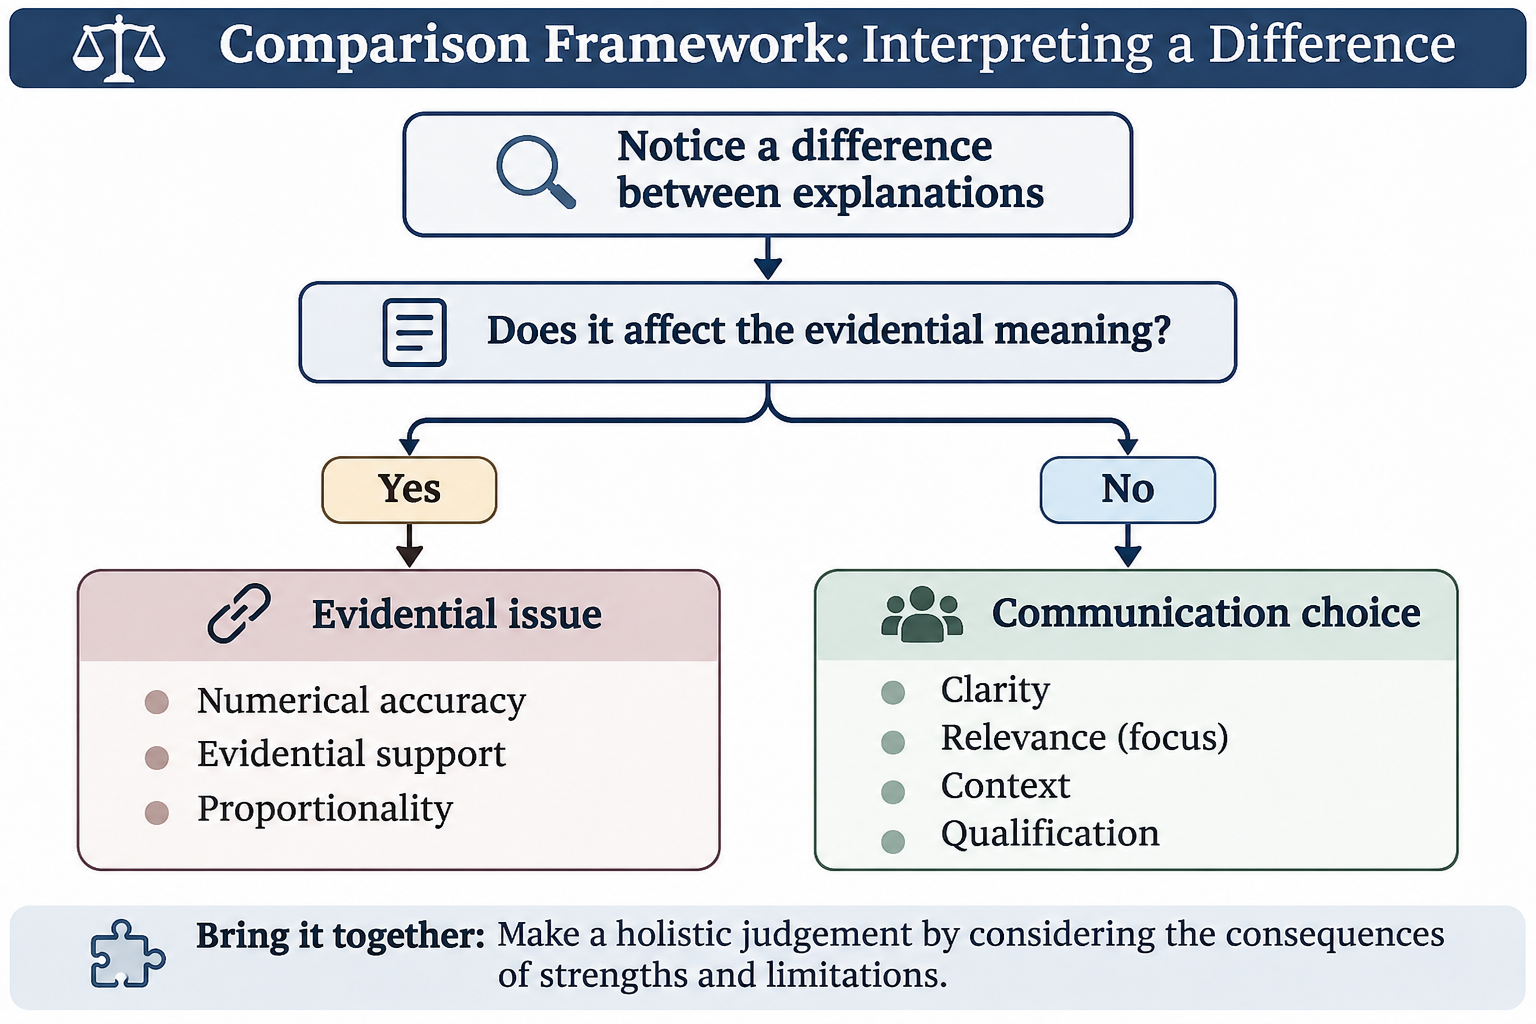 Comparison Framework: Interpreting a Difference
Notice a difference
between explanations
Does it affect the evidential meaning?
Yes
No
Evidential issue
Numerical accuracy
Evidential support
Proportionality
Communication choice
Clarity
Relevance (focus)
Context
Qualification
Bring it together: Make a holistic judgement by considering the consequences
of strengths and limitations.